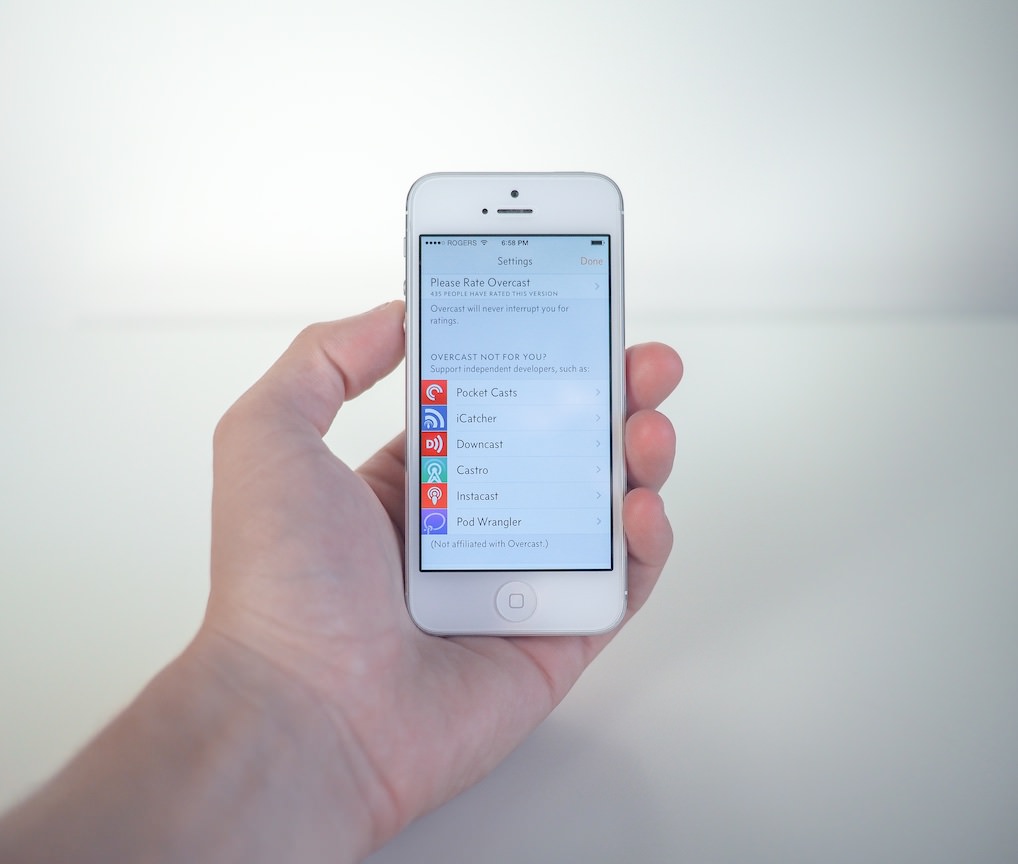 ROGERS 6:58 PM
Settings Done
Please Rate Overcast
435 PEOPLE HAVE RATED THIS VERSION
Overcast will never interrupt you for
ratings.
OVERCAST NOT FOR YOU?
Support independent developers, such as:
Pocket Casts
iCatcher
D
Downcast
Castro
Instacast
Pod Wrangler
(Not affiliated with Overcast.)